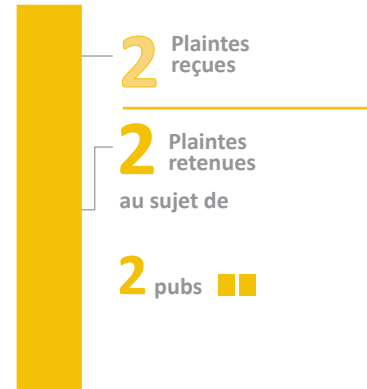 2 Plaintes
reçues
2 Plaintes
retenues
au sujet de
2 pubs